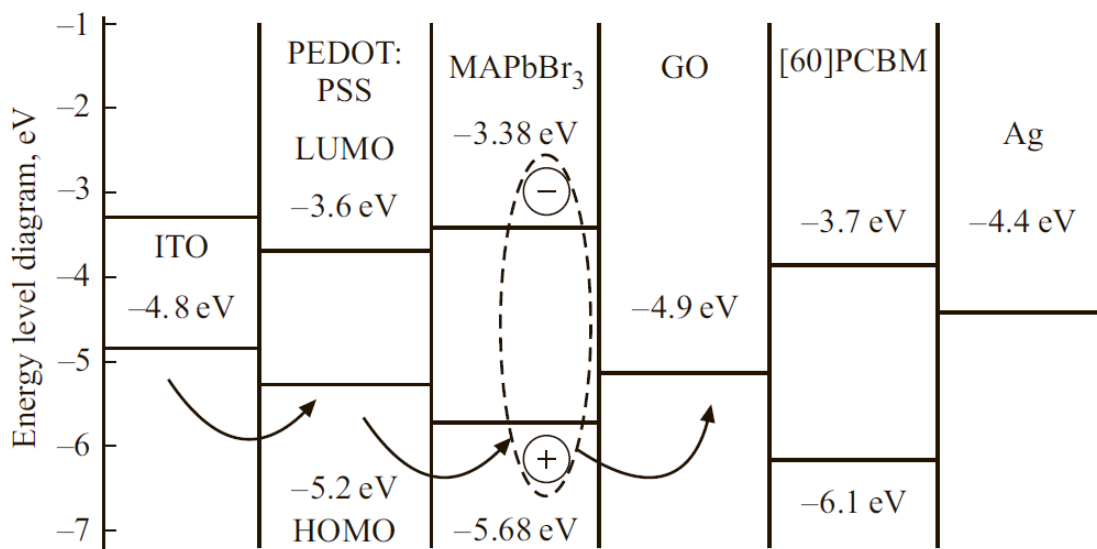 Energy level diagram, eV
–1
–2
–3
–4
–5
–6
–7
ITO
–4.8 eV
PEDOT:
PSS
LUMO
–3.6 eV
–5.2 eV
HOMO
MAPbBr₃
–3.38 eV
−
+
–5.68 eV
GO
–4.9 eV
[60]PCBM
–3.7 eV
–6.1 eV
Ag
–4.4 eV